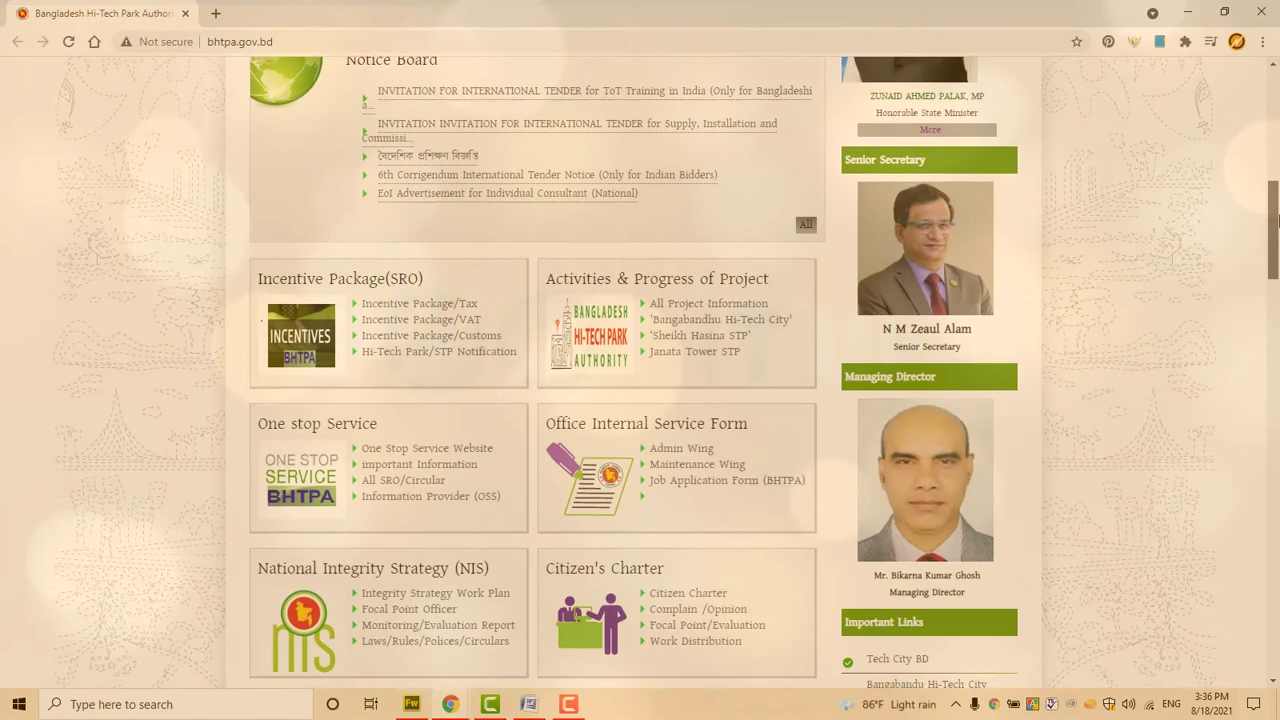 Bangladesh Hi-Tech Park Authori
Not secure
bhtpa.gov.bd
Notice Board
INVITATION FOR INTERNATIONAL TENDER for ToT Training in India (Only for Bangladeshi
a...
INVITATION INVITATION FOR INTERNATIONAL TENDER for Supply, Installation and
Commissi...
বৈদেশিক প্রশিক্ষণ বিজ্ঞপ্তি
6th Corrigendum International Tender Notice (Only for Indian Bidders)
EoI Advertisement for Individual Consultant (National)
All
Incentive Package(SRO)
INCENTIVES
BHTPA
Incentive Package/Tax
Incentive Package/VAT
Incentive Package/Customs
Hi-Tech Park/STP Notification
Activities & Progress of Project
BANGLADESH
HI-TECH PARK
AUTHORITY
All Project Information
'Bangabandhu Hi-Tech City'
'Sheikh Hasina STP'
Janata Tower STP
One stop Service
ONE STOP
SERVICE
BHTPA
One Stop Service Website
important Information
All SRO/Circular
Information Provider (OSS)
Office Internal Service Form
Admin Wing
Maintenance Wing
Job Application Form (BHTPA)
National Integrity Strategy (NIS)
nis
Integrity Strategy Work Plan
Focal Point Officer
Monitoring/Evaluation Report
Laws/Rules/Polices/Circulars
Citizen's Charter
Citizen Charter
Complain /Opinion
Focal Point/Evaluation
Work Distribution
ZUNAID AHMED PALAK, MP
Honorable State Minister
More
Senior Secretary
N M Zeaul Alam
Senior Secretary
Managing Director
Mr. Bikarna Kumar Ghosh
Managing Director
Important Links
Tech City BD
Bangabandu Hi-Tech City
Type here to search
Fw
86°F Light rain
ENG
3:36 PM
8/18/2021